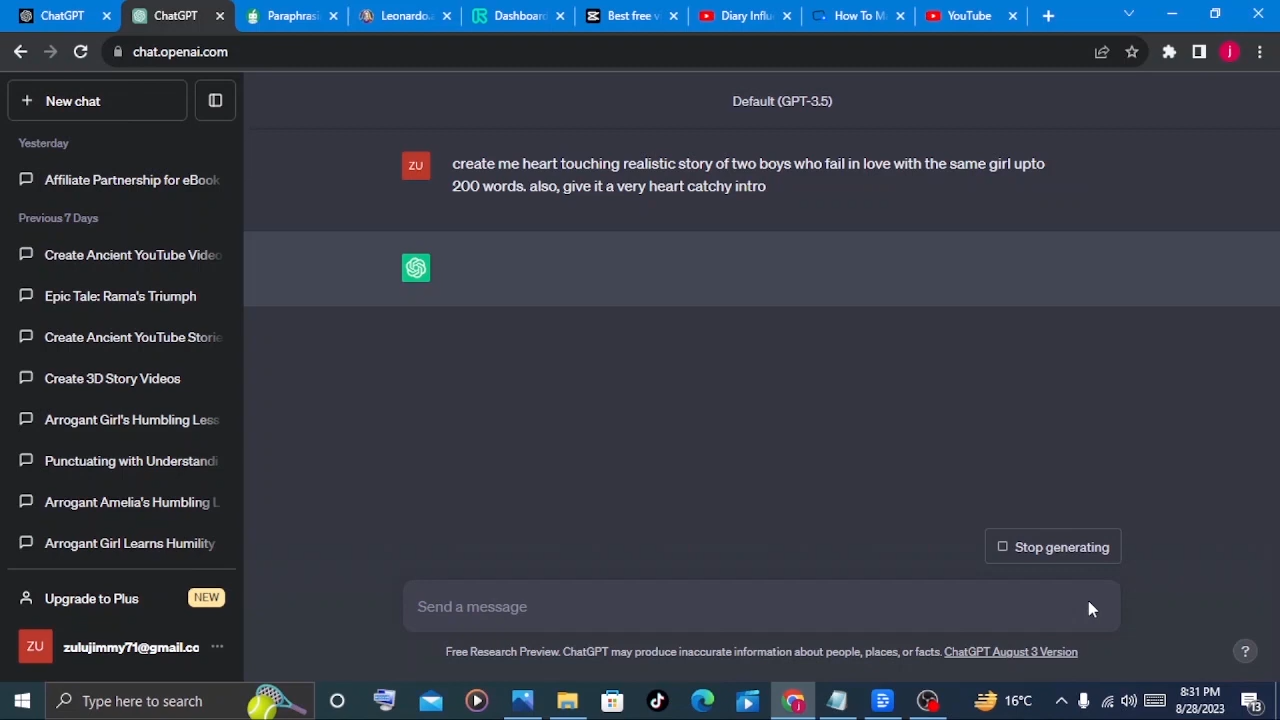 ChatGPT
ChatGPT
Paraphrasi
Leonardo.
Dashboard
Best free v
Diary Influ
How To M
YouTube
chat.openai.com
j
New chat
Default (GPT-3.5)
Yesterday
Affiliate Partnership for eBook
Previous 7 Days
Create Ancient YouTube Video
Epic Tale: Rama's Triumph
Create Ancient YouTube Storie
Create 3D Story Videos
Arrogant Girl's Humbling Less
Punctuating with Understandi
Arrogant Amelia's Humbling L
Arrogant Girl Learns Humility
Upgrade to Plus
NEW
ZU
zulujimmy71@gmail.co
ZU
create me heart touching realistic story of two boys who fail in love with the same girl upto
200 words. also, give it a very heart catchy intro
Stop generating
Send a message
Free Research Preview. ChatGPT may produce inaccurate information about people, places, or facts. ChatGPT August 3 Version
?
Type here to search
16°C
8:31 PM
8/28/2023
13